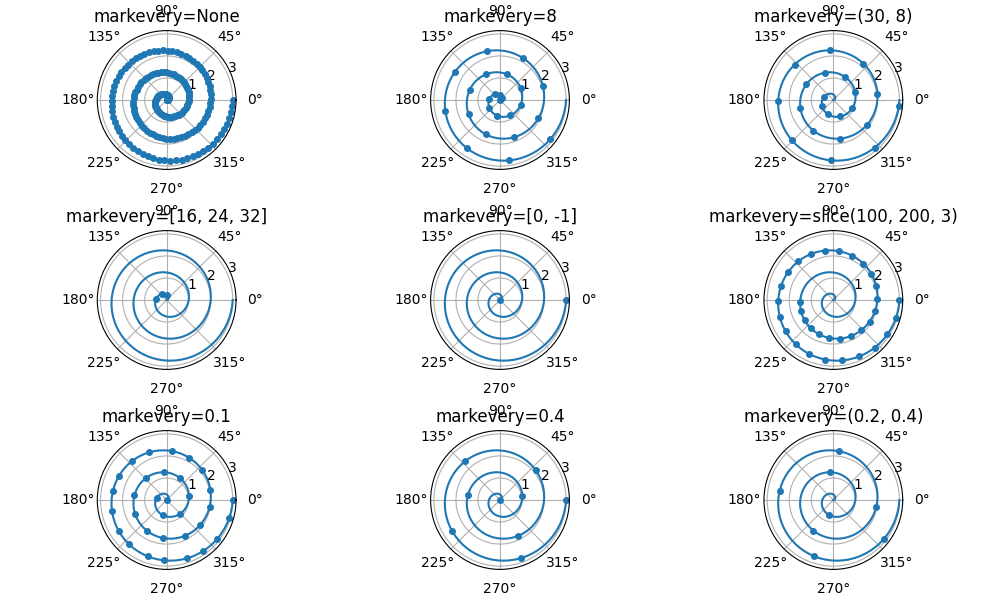 markevery=None
90°
135° 45°
180° 1 2 3 0°
225° 315°
270°
markevery=8
90°
135° 45°
180° 1 2 3 0°
225° 315°
270°
markevery=(30, 8)
90°
135° 45°
180° 1 2 3 0°
225° 315°
270°
markevery=[16, 24, 32]
90°
135° 45°
180° 1 2 3 0°
225° 315°
270°
markevery=[0, -1]
90°
135° 45°
180° 1 2 3 0°
225° 315°
270°
markevery=slice(100, 200, 3)
90°
135° 45°
180° 1 2 3 0°
225° 315°
270°
markevery=0.1
90°
135° 45°
180° 1 2 3 0°
225° 315°
270°
markevery=0.4
90°
135° 45°
180° 1 2 3 0°
225° 315°
270°
markevery=(0.2, 0.4)
90°
135° 45°
180° 1 2 3 0°
225° 315°
270°